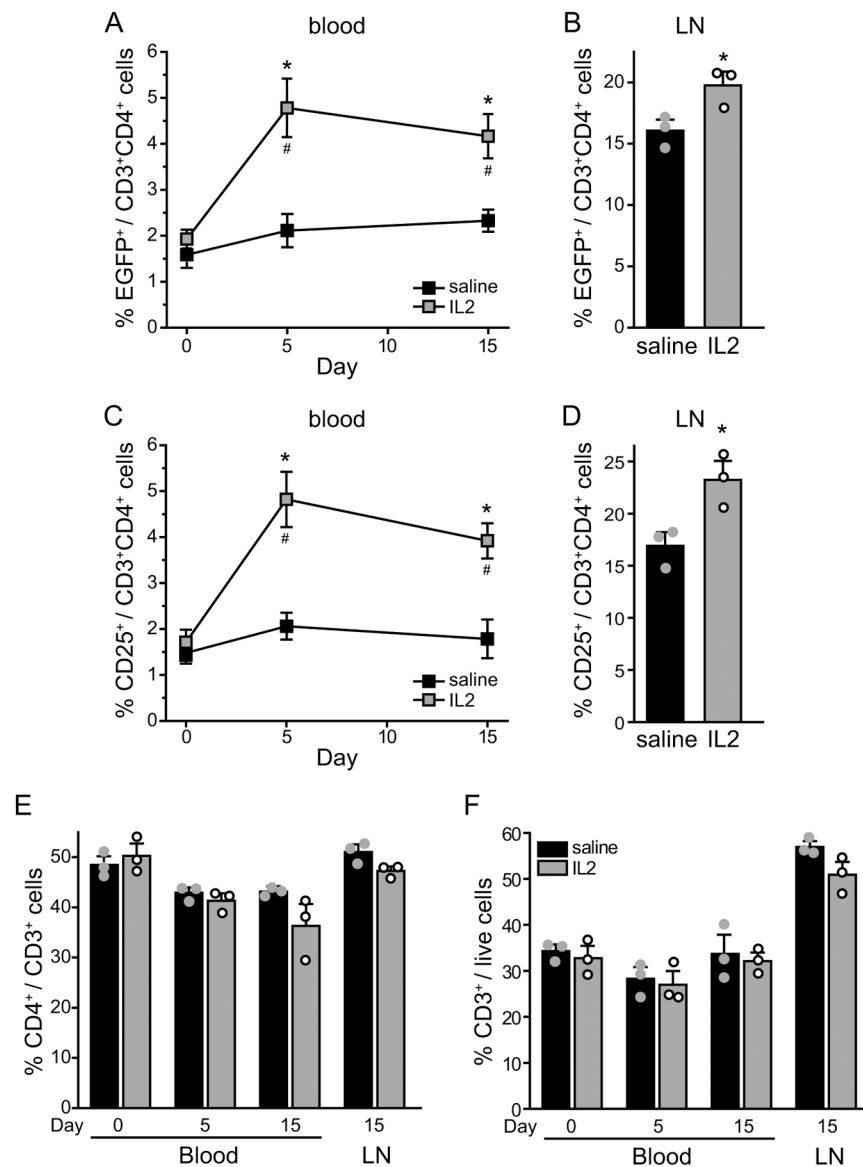 A
blood
% EGFP⁺ / CD3⁺CD4⁺ cells
6
5
4
3
2
1
0
*
*
#
#
saline
IL2
0
5
10
15
Day
B
LN
% EGFP⁺ / CD3⁺CD4⁺ cells
20
15
10
5
0
*
saline IL2
C
blood
% CD25⁺ / CD3⁺CD4⁺ cells
6
5
4
3
2
1
0
*
*
#
#
saline
IL2
0
5
10
15
Day
D
LN
% CD25⁺ / CD3⁺CD4⁺ cells
25
20
15
10
5
0
*
saline IL2
E
% CD4⁺ / CD3⁺ cells
50
40
30
20
10
0
Day 0 5 15 15
Blood LN
F
% CD3⁺ / live cells
60
50
40
30
20
10
0
saline
IL2
Day 0 5 15 15
Blood LN